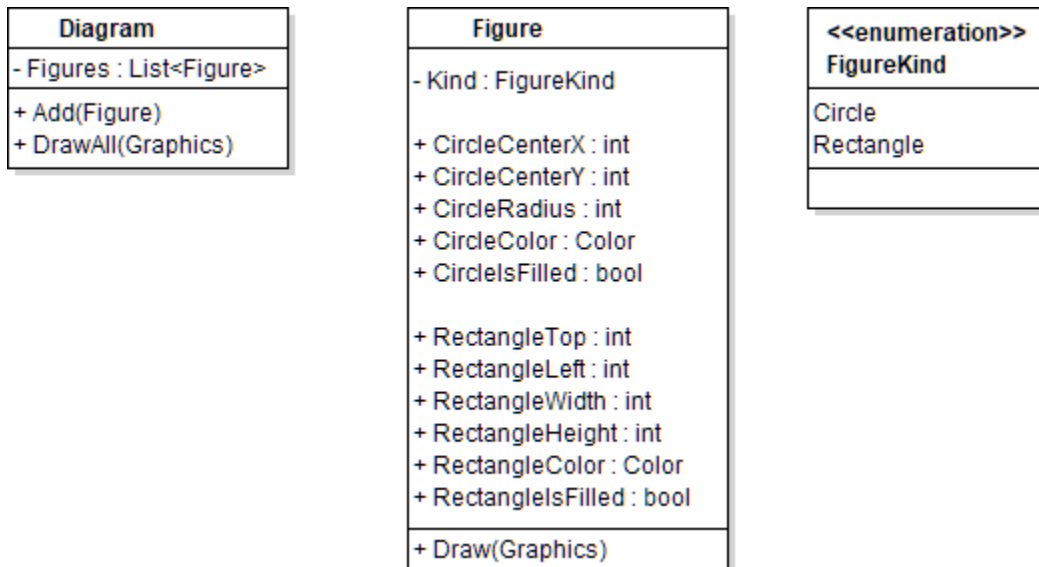 Diagram
- Figures : List<Figure>
+ Add(Figure)
+ DrawAll(Graphics)
Figure
- Kind : FigureKind
+ CircleCenterX : int
+ CircleCenterY : int
+ CircleRadius : int
+ CircleColor : Color
+ CircleIsFilled : bool
+ RectangleTop : int
+ RectangleLeft : int
+ RectangleWidth : int
+ RectangleHeight : int
+ RectangleColor : Color
+ RectangleIsFilled : bool
+ Draw(Graphics)
<<enumeration>>
FigureKind
Circle
Rectangle